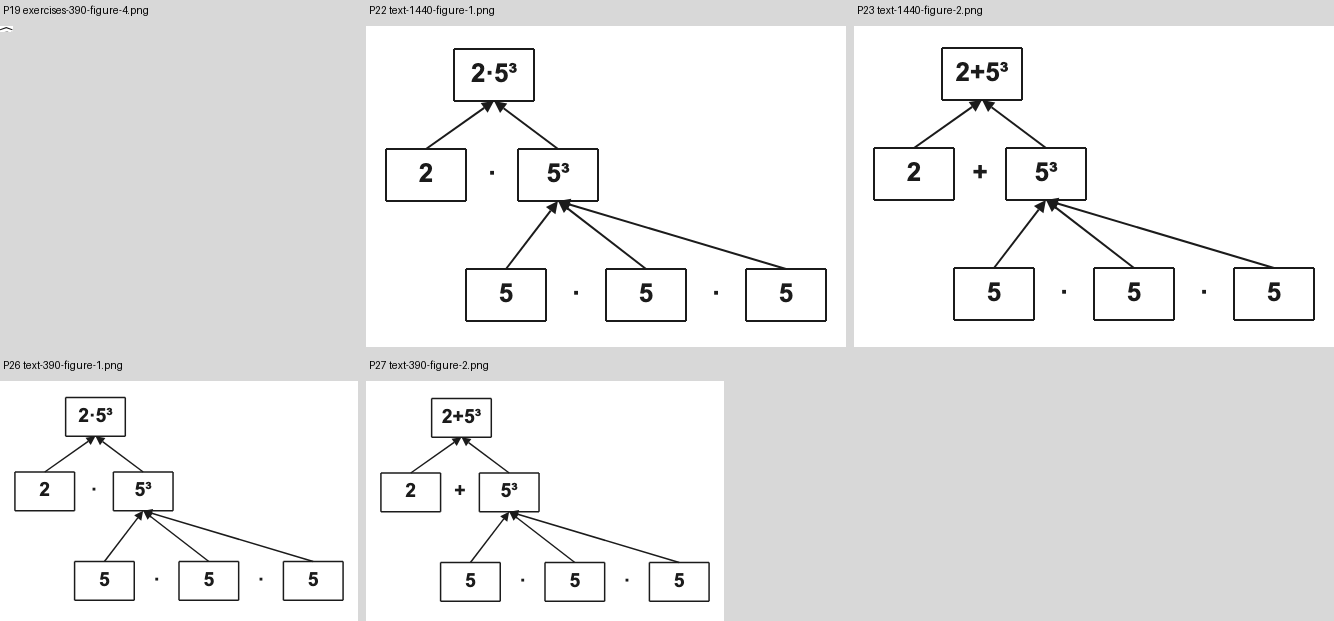 P19 exercises-390-figure-4.png
P22 text-1440-figure-1.png
P23 text-1440-figure-2.png
2·5³
2 · 5³
5 · 5 · 5
2+5³
2 + 5³
5 · 5 · 5
P26 text-390-figure-1.png
P27 text-390-figure-2.png
2·5³
2 · 5³
5 · 5 · 5
2+5³
2 + 5³
5 · 5 · 5